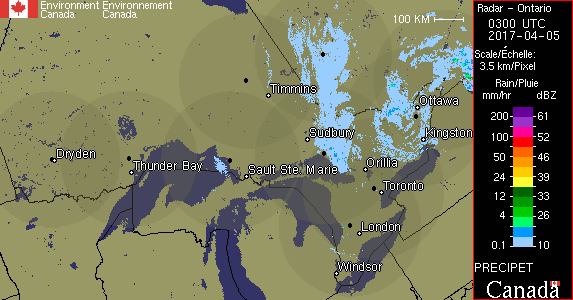 Environment Environnement
Canada Canada
Radar - Ontario
0300 UTC
2017-04-05
100 KM
Scale/Échelle:
3.5 km/Pixel
Rain/Pluie
mm/hr dBZ
200 61
100 52
50 46
24 39
12 33
4 26
0.1 10
Timmins
Ottawa
Sudbury
Kingston
Dryden
Thunder Bay
Sault Ste. Marie
Orillia
Toronto
London
Windsor
PRECIPET
Canada